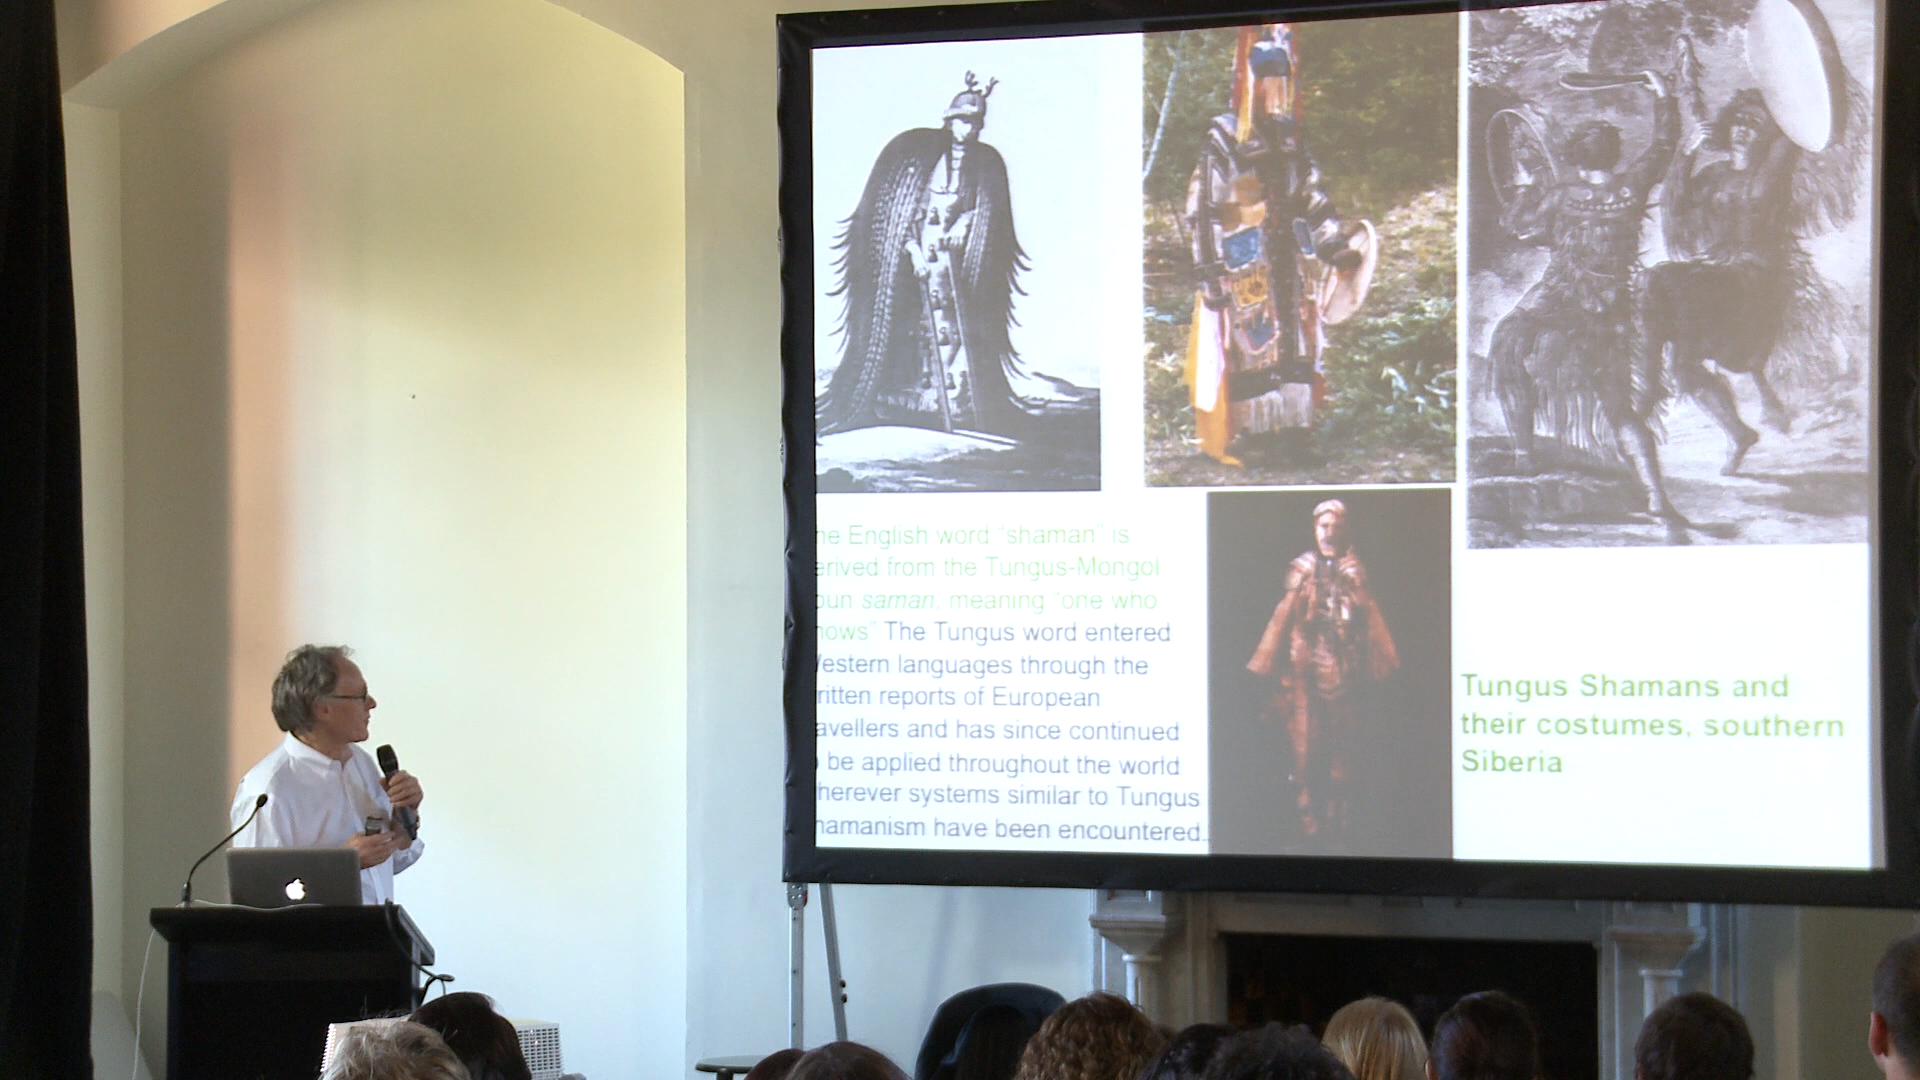 he English word "shaman" is
erived from the Tungus-Mongol
oun saman, meaning "one who
nows" The Tungus word entered
estern languages through the
ritten reports of European
avellers and has since continued
be applied throughout the world
herever systems similar to Tungus
hamanism have been encountered..
Tungus Shamans and
their costumes, southern
Siberia